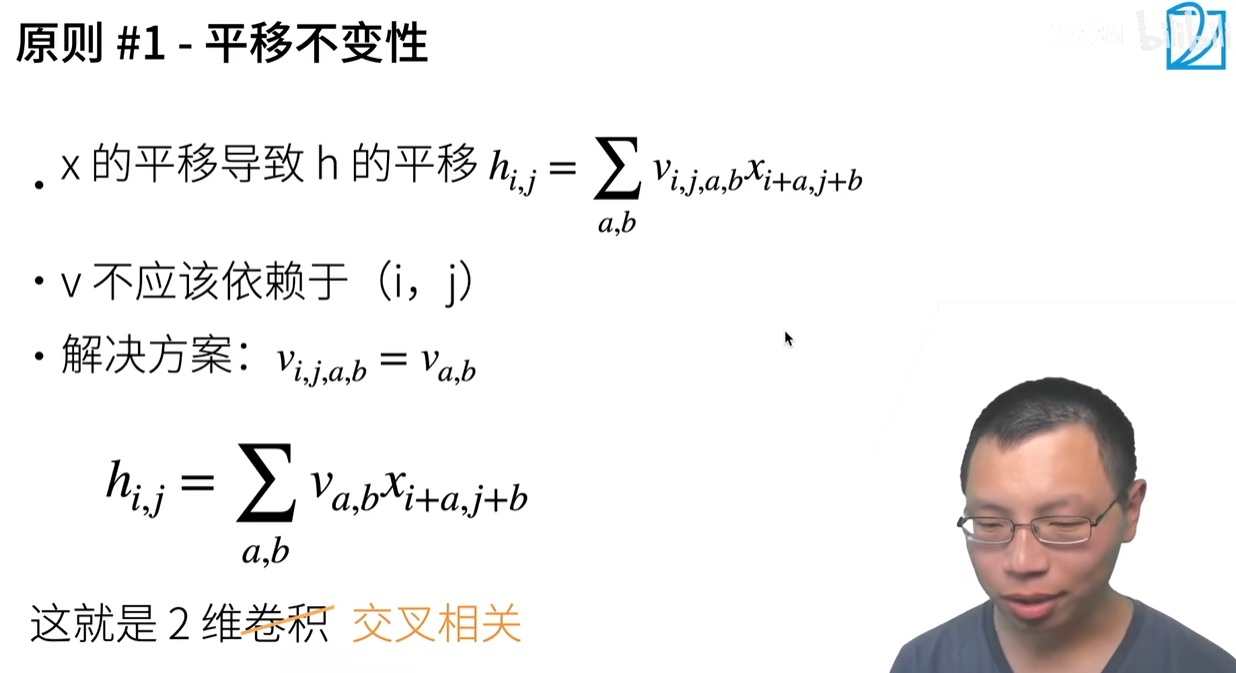 原则 #1 - 平移不变性
bilibili
• x 的平移导致 h 的平移 h_{i,j} = ∑_{a,b} v_{i,j,a,b} x_{i+a,j+b}
• v 不应该依赖于（i，j）
• 解决方案：v_{i,j,a,b} = v_{a,b}
h_{i,j} = ∑_{a,b} v_{a,b} x_{i+a,j+b}
这就是 2 维卷积 交叉相关